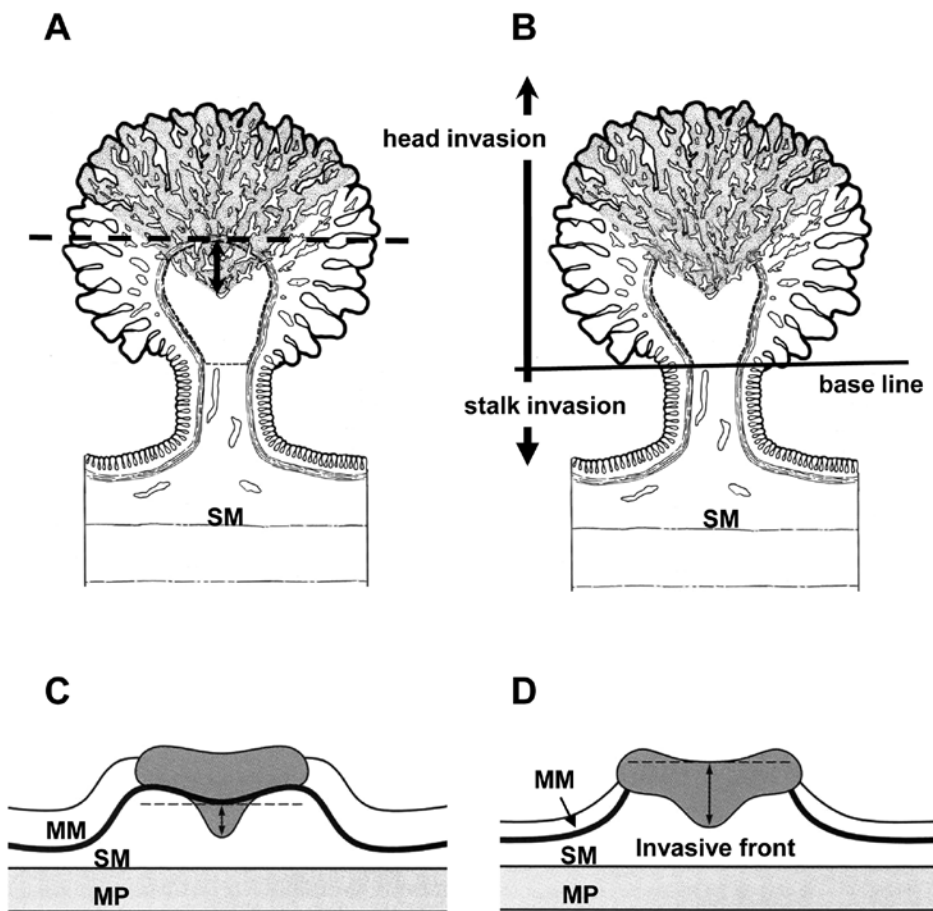 A
B
head invasion
base line
stalk invasion
SM
SM
C
D
MM
SM
MP
MM
SM
Invasive front
MP